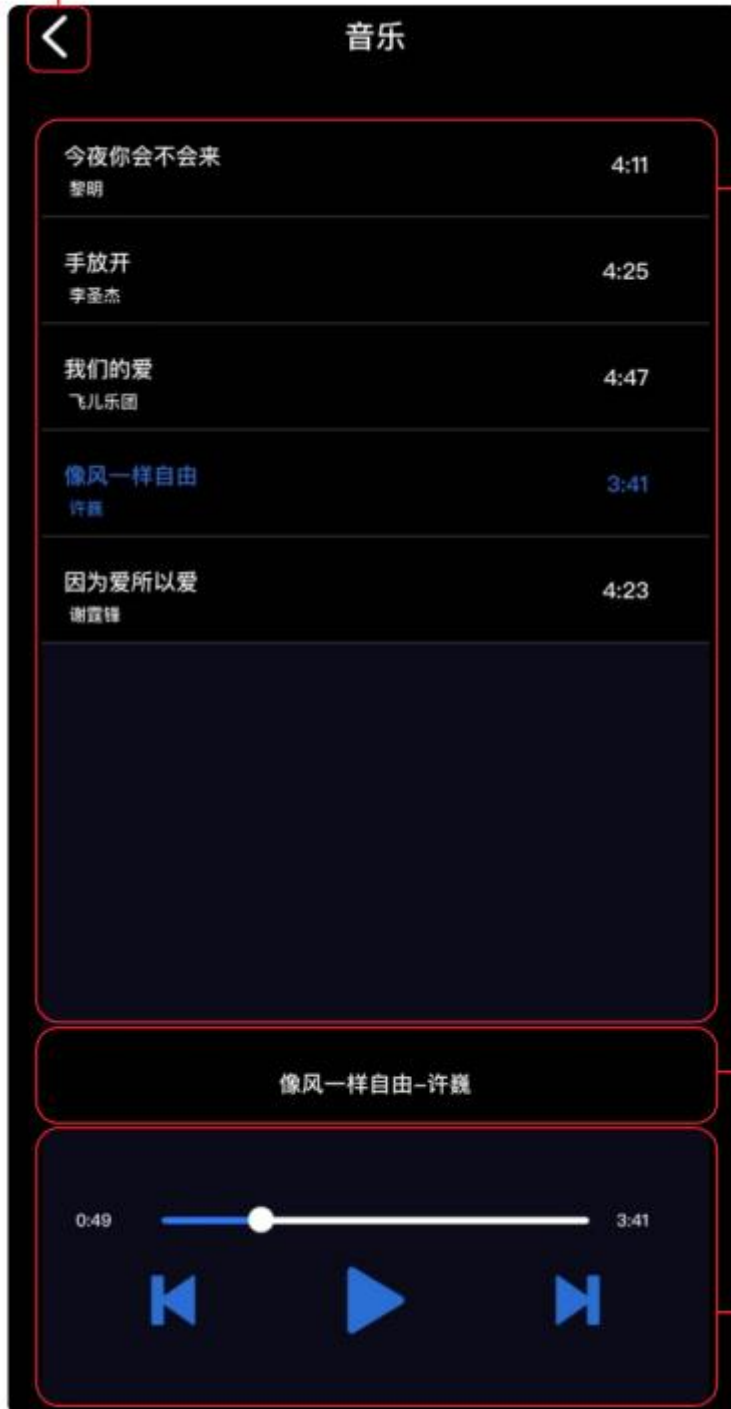 音乐
今夜你会不会来
4:11
黎明
手放开
4:25
李圣杰
我们的爱
4:47
飞儿乐团
像风一样自由
3:41
许巍
因为爱所以爱
4:23
谢霆锋
像风一样自由-许巍
0:49
3:41